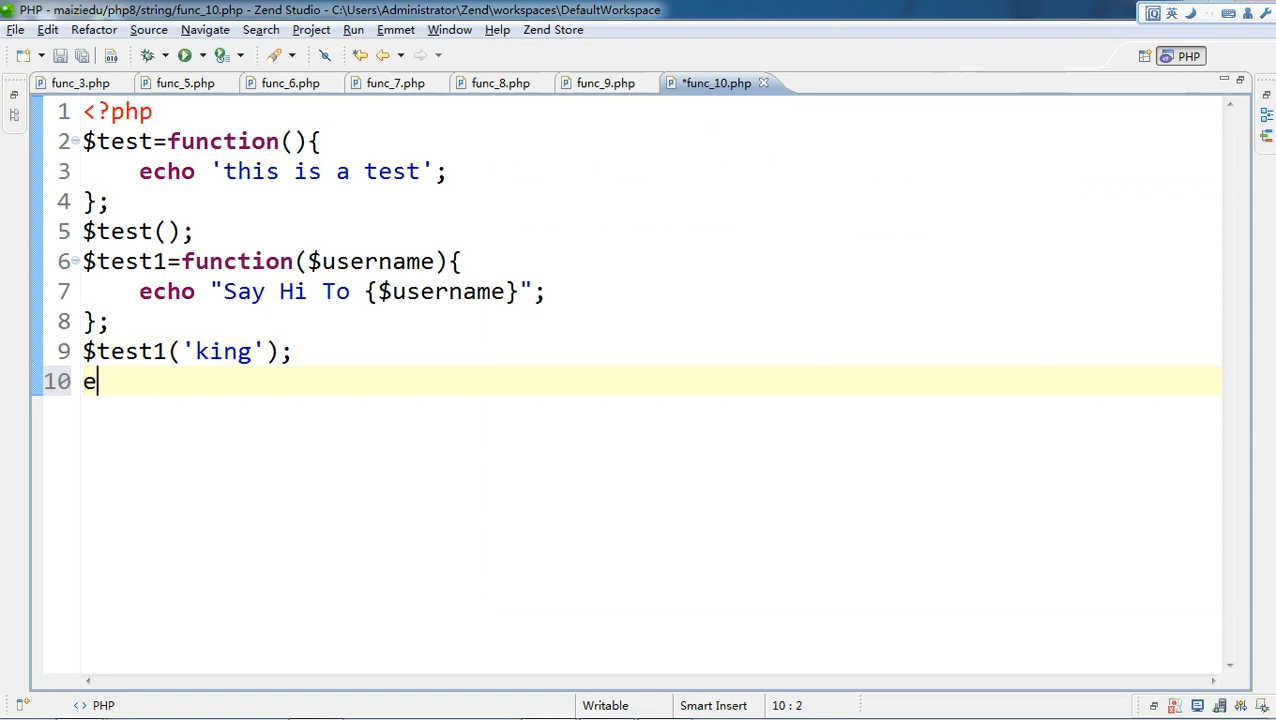 PHP - maiziedu/php8/string/func_10.php - Zend Studio - C:\Users\Administrator\Zend\workspaces\DefaultWorkspace
英
File Edit Refactor Source Navigate Search Project Run Emmet Window Help Zend Store
PHP
func_3.php func_5.php func_6.php func_7.php func_8.php func_9.php *func_10.php
1 <?php
2 $test=function(){
3 echo 'this is a test';
4 };
5 $test();
6 $test1=function($username){
7 echo "Say Hi To {$username}";
8 };
9 $test1('king');
10 e
<> PHP Writable Smart Insert 10 : 2